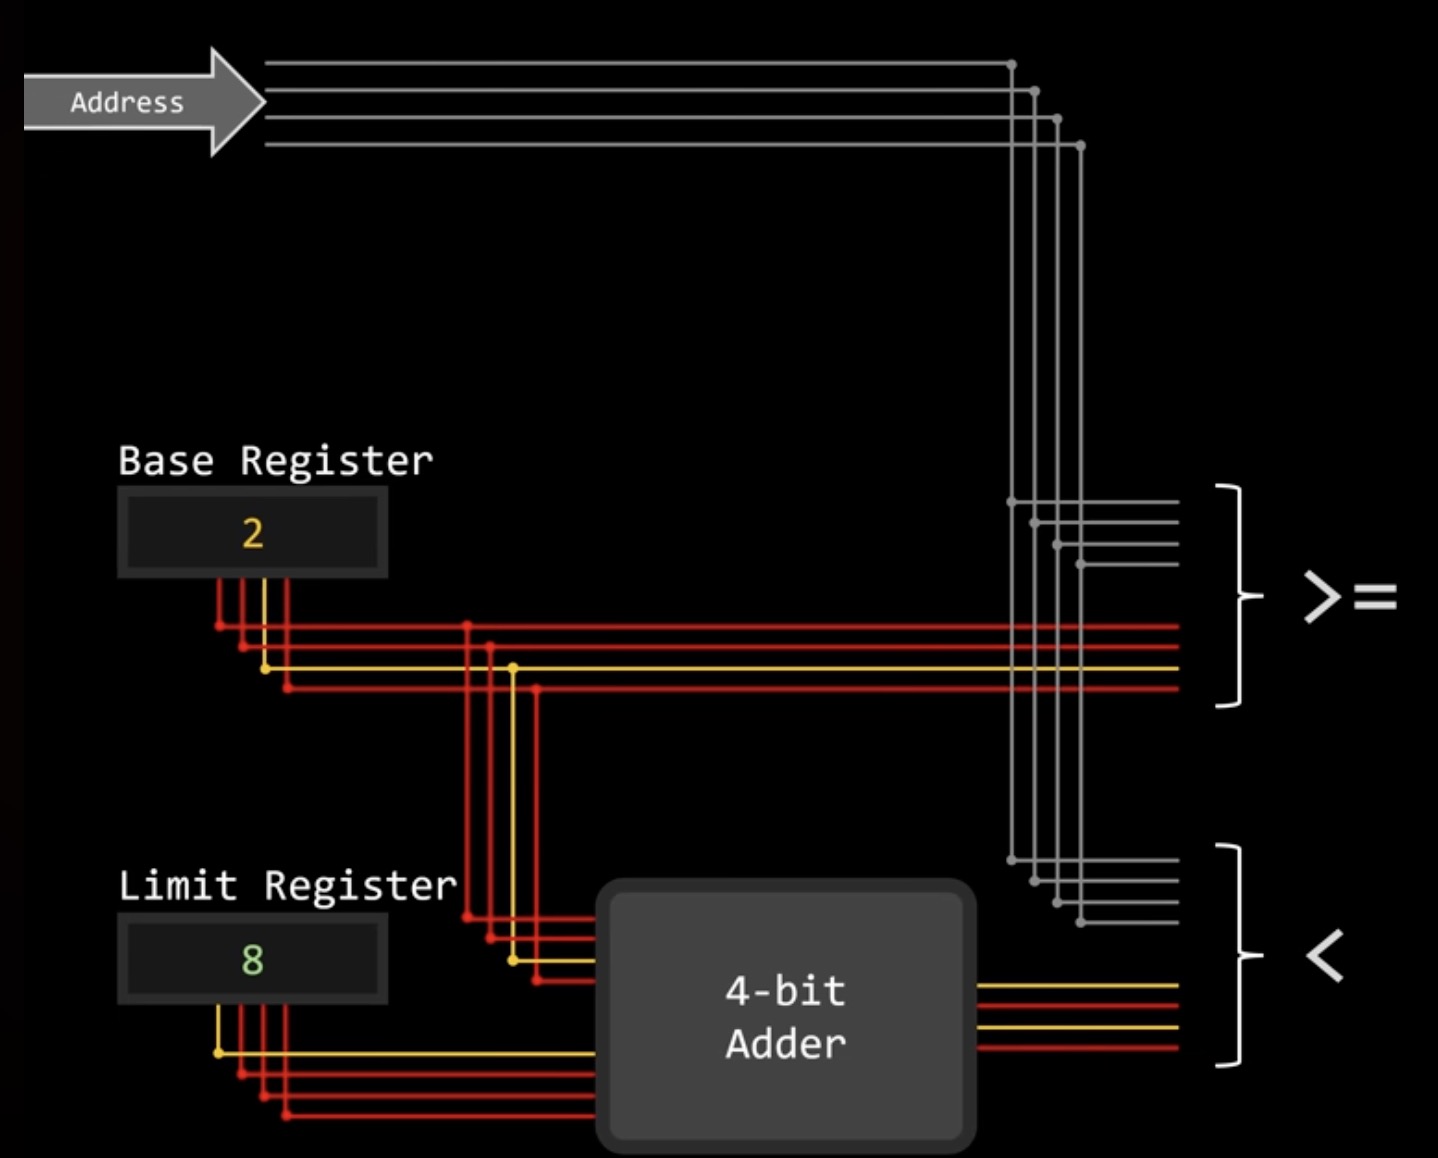 Address
Base Register
2
>=
Limit Register
8
4-bit
Adder
<